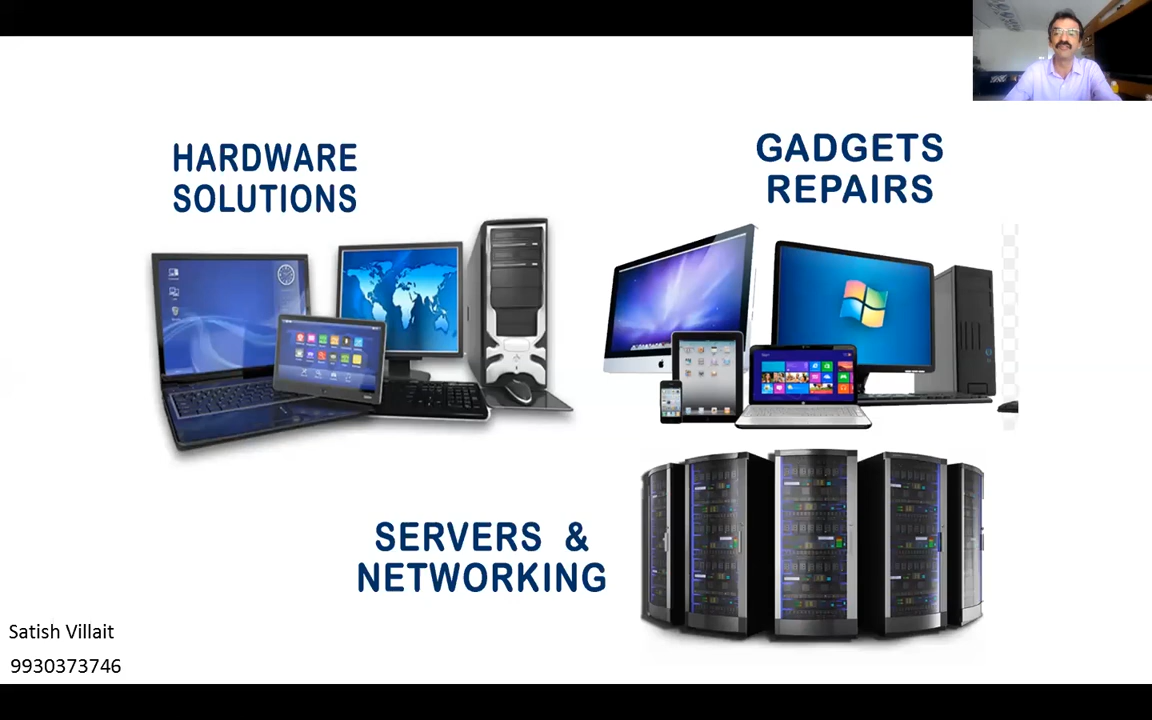 HARDWARE
SOLUTIONS
GADGETS
REPAIRS
SERVERS &
NETWORKING
Satish Villait
9930373746